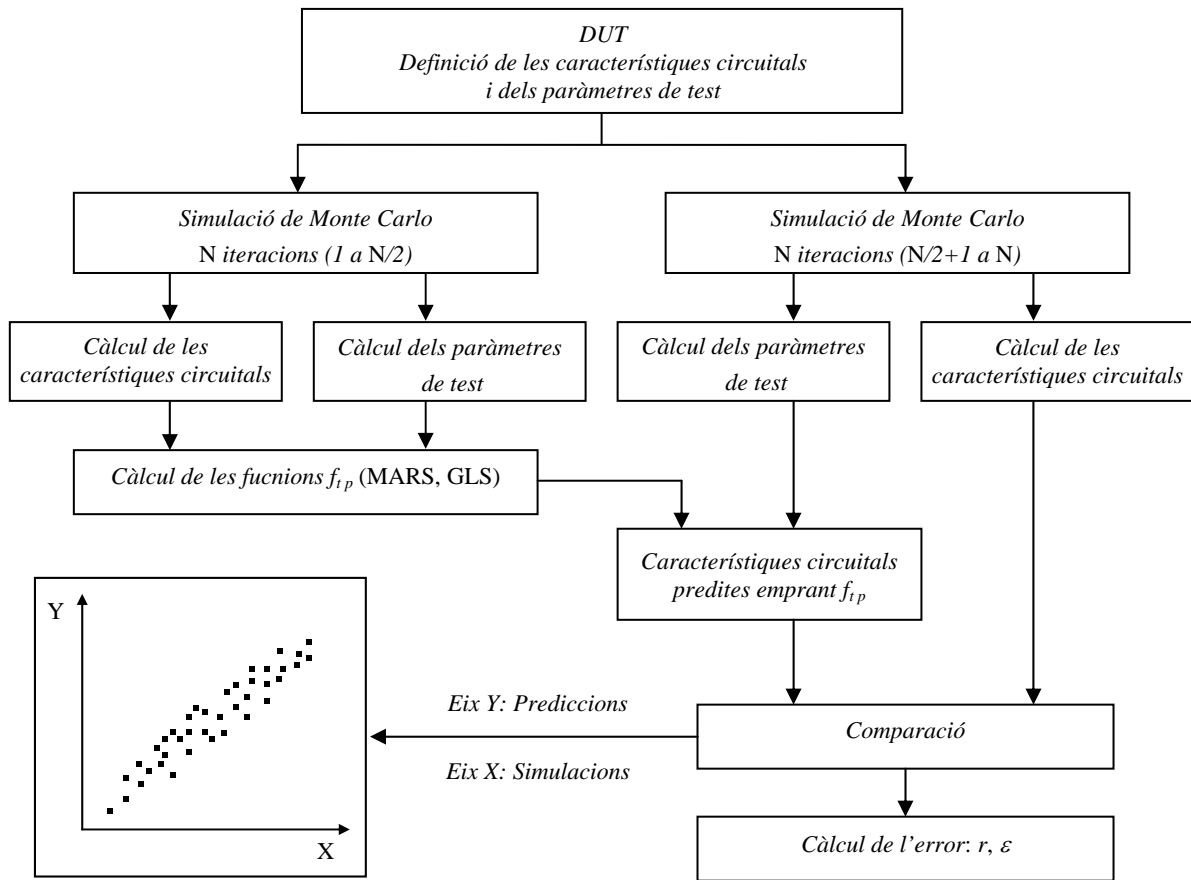 DUT
Definició de les característiques circuitals
i dels paràmetres de test
Simulació de Monte Carlo
N iteracions (1 a N/2)
Simulació de Monte Carlo
N iteracions (N/2+1 a N)
Càlcul de les
característiques circuitals
Càlcul dels paràmetres
de test
Càlcul dels paràmetres
de test
Càlcul de les
característiques circuitals
Càlcul de les fucnions f t p (MARS, GLS)
Característiques circuitals
predites emprant f t p
Y
X
Eix Y: Prediccions
Eix X: Simulacions
Comparació
Càlcul de l'error: r, ε